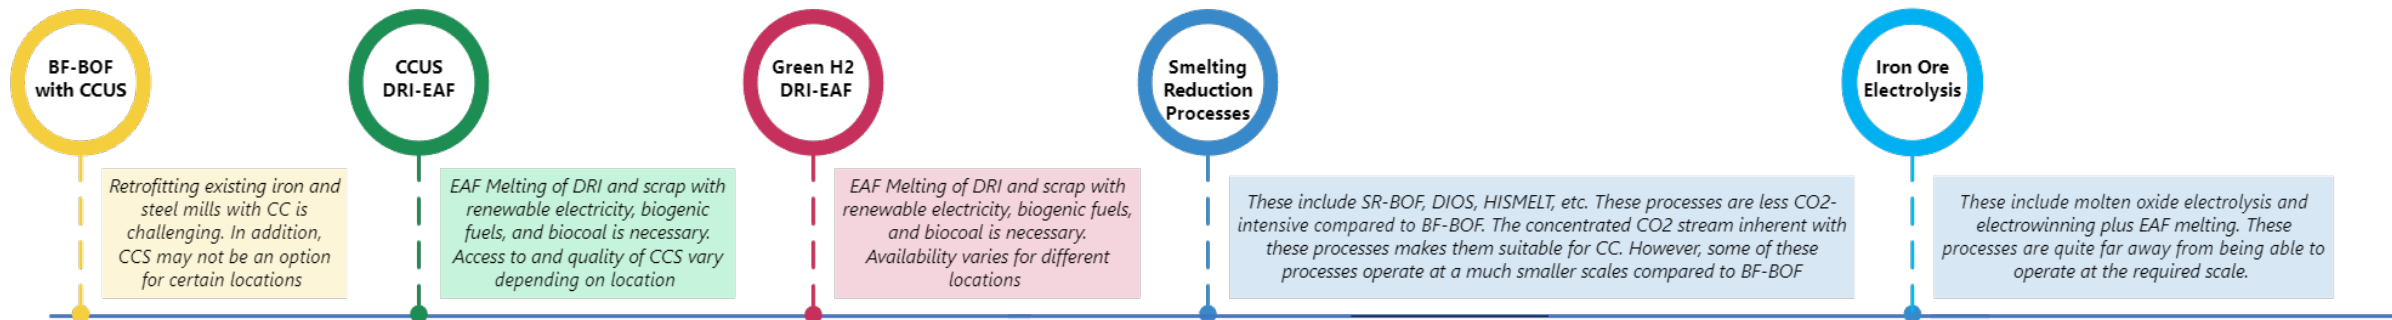 BF-BOF
with CCUS
Retrofitting existing iron and
steel mills with CC is
challenging. In addition,
CCS may not be an option
for certain locations
CCUS
DRI-EAF
EAF Melting of DRI and scrap with
renewable electricity, biogenic
fuels, and biocoal is necessary.
Access to and quality of CCS vary
depending on location
Green H2
DRI-EAF
EAF Melting of DRI and scrap with
renewable electricity, biogenic fuels,
and biocoal is necessary.
Availability varies for different
locations
Smelting
Reduction
Processes
These include SR-BOF, DIOS, HISMELT, etc. These processes are less CO2-
intensive compared to BF-BOF. The concentrated CO2 stream inherent with
these processes makes them suitable for CC. However, some of these
processes operate at a much smaller scales compared to BF-BOF
Iron Ore
Electrolysis
These include molten oxide electrolysis and
electrowinning plus EAF melting. These
processes are quite far away from being able to
operate at the required scale.